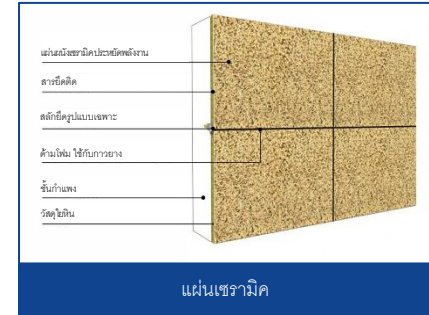 แผ่นผนังเซรามิคประหยัดพลังงาน
สารยึดติด
สลักยึดรูปแบบเฉพาะ
ด้ามโฟม ใช้กับกาวยาง
ชั้นกำแพง
วัสดุใยหิน
แผ่นเซรามิค